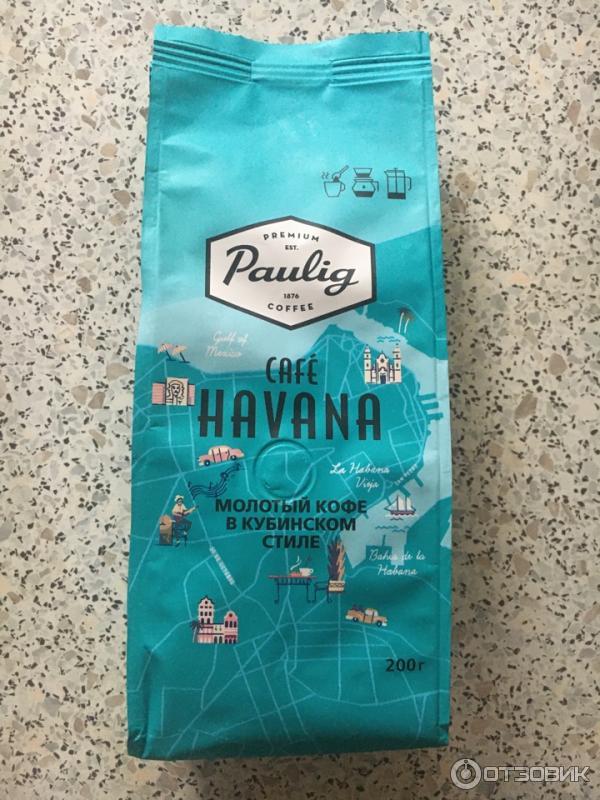 PREMIUM
EST.
Paulig
1876
COFFEE
Gulf of
Mexico
CAFÉ
HAVANA
La Habana
Vieja
МОЛОТЫЙ КОФЕ
В КУБИНСКОМ
СТИЛЕ
Bahia de la
Habana
200 г
ОТЗОВИК